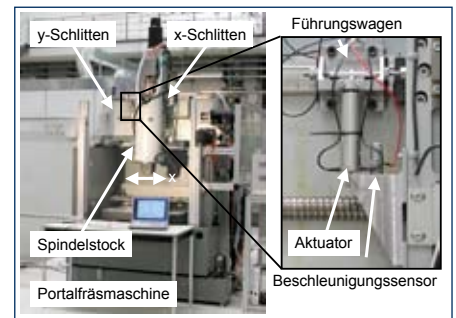 Führungswagen
y-Schlitten
x-Schlitten
x
Spindelstock
Aktuator
Beschleunigungssensor
Portalfräsmaschine